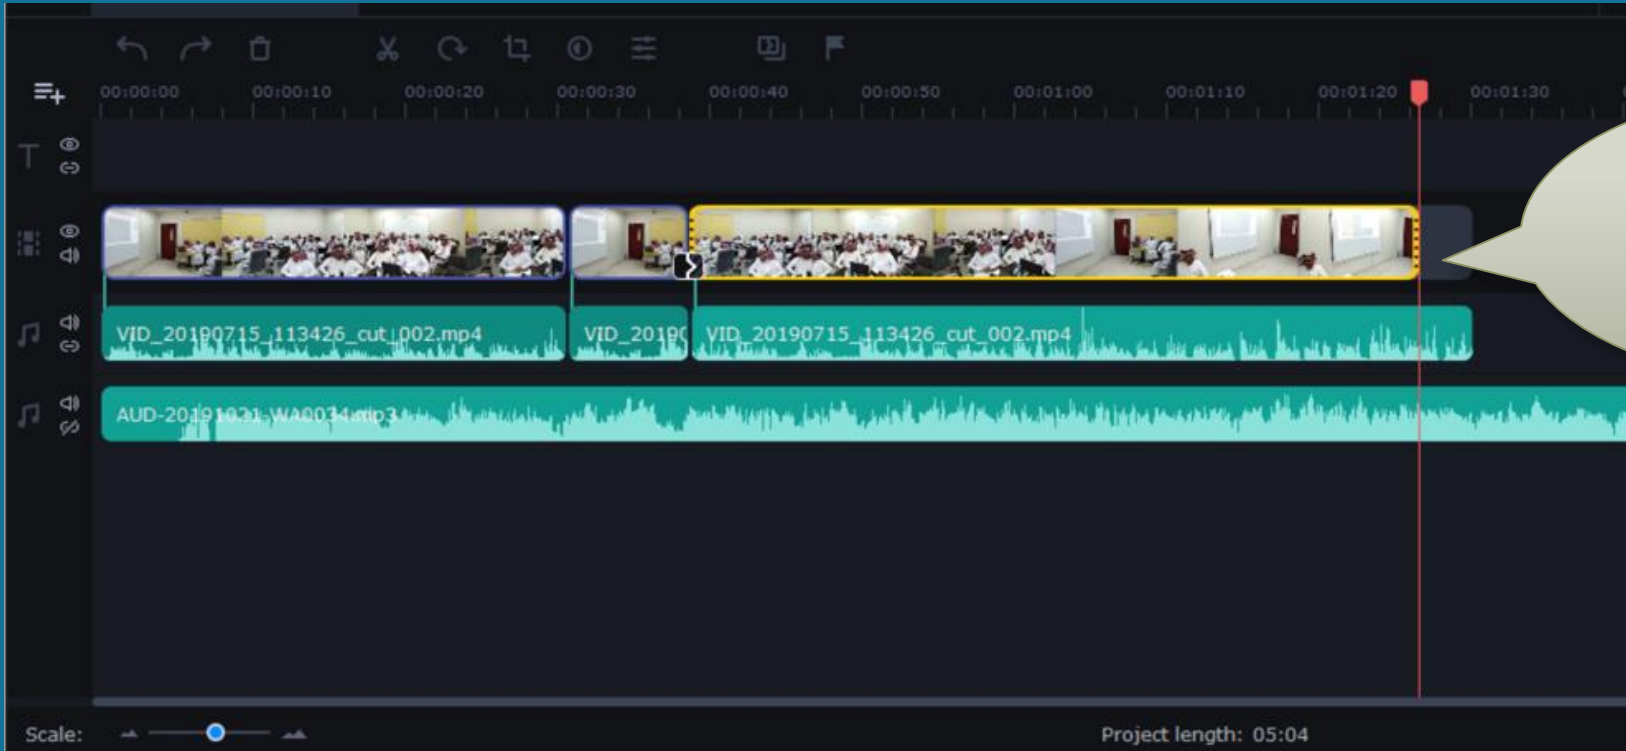 00:00:00 00:00:10 00:00:20 00:00:30 00:00:40 00:00:50 00:01:00 00:01:10 00:01:20 00:01:30
T
VID_20190715_113426_cut_002.mp4 VID_2019 VID_20190715_113426_cut_002.mp4
AUD-20191021-WA0034.mp3
Scale: Project length: 05:04